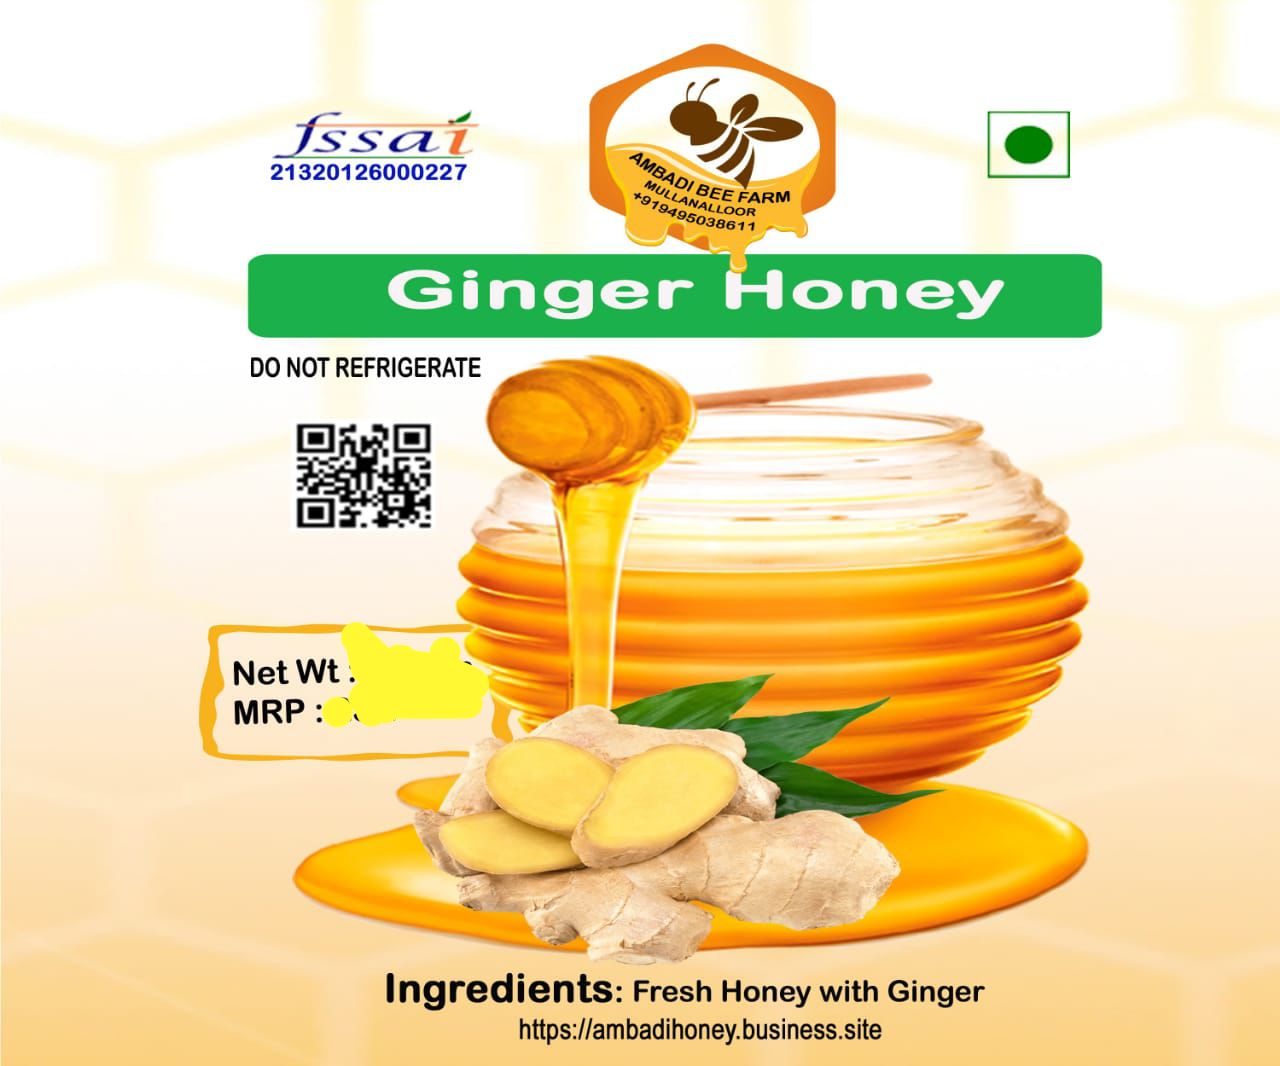 fssai
21320126000227
AMBADI BEE FARM
MULLANALLOOR
+919495038611
Ginger Honey
DO NOT REFRIGERATE
Net Wt :
MRP :
Ingredients: Fresh Honey with Ginger
https://ambadihoney.business.site